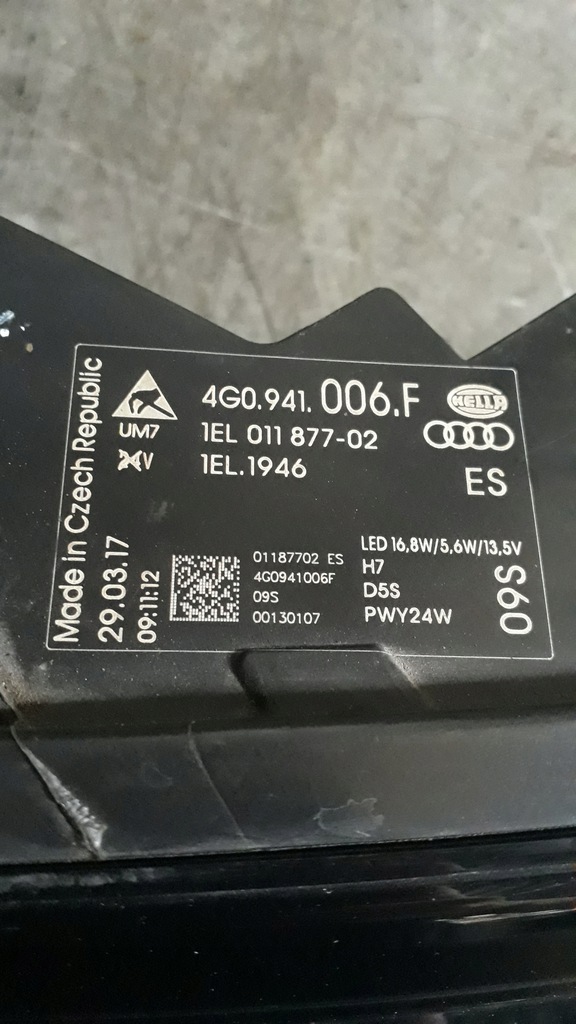 Made in Czech Republic
29.03.17
09:11:12
UM7
24V
4G0.941.006.F
1EL 011 877-02
1EL.1946
HELLA
ES
01187702 ES
4G0941006F
09S
00130107
LED 16,8W/5,6W/13,5V
H7
D5S
PWY24W
09S